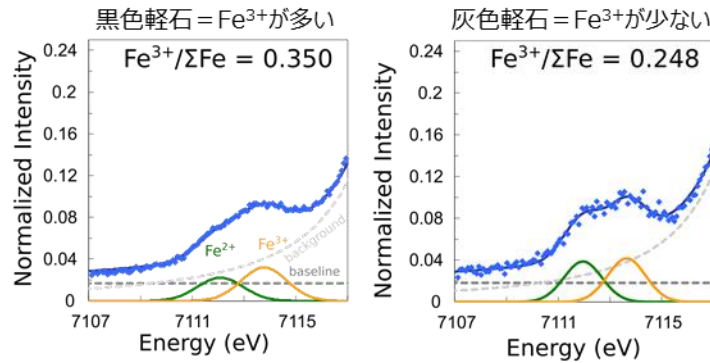 黒色軽石＝Fe³⁺が多い
Fe³⁺/ΣFe = 0.350
Normalized Intensity
0.24
0.2
0.16
0.12
0.08
0.04
0
Fe²⁺
Fe³⁺
background
baseline
7107
7111
7115
Energy (eV)
灰色軽石＝Fe³⁺が少ない
Fe³⁺/ΣFe = 0.248
Normalized Intensity
0.24
0.2
0.16
0.12
0.08
0.04
0
7107
7111
7115
Energy (eV)